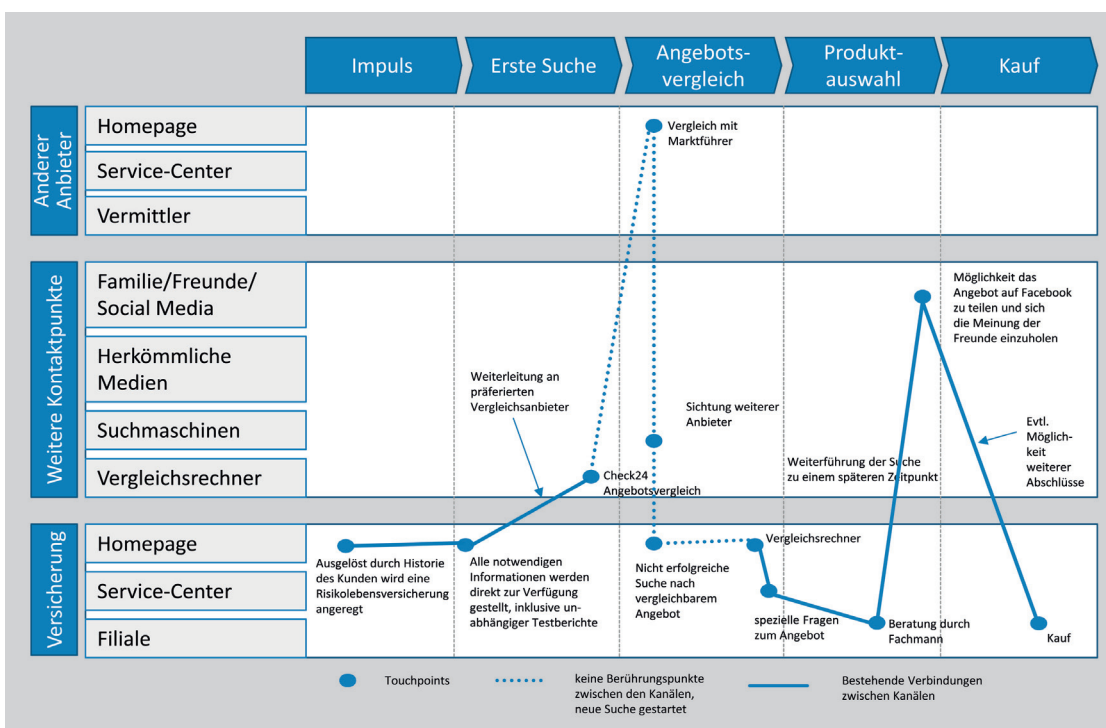 Impuls
Erste Suche
Angebots-
vergleich
Produkt-
auswahl
Kauf
Anderer
Anbieter
Homepage
Service-Center
Vermittler
Vergleich mit
Marktführer
Weitere Kontaktpunkte
Familie/Freunde/
Social Media
Herkömmliche
Medien
Suchmaschinen
Vergleichsrechner
Weiterleitung an
präferierten
Vergleichsanbieter
Check24
Angebotsvergleich
Sichtung weiterer
Anbieter
Weiterführung der Suche
zu einem späteren Zeitpunkt
Möglichkeit das
Angebot auf Facebook
zu teilen und sich
die Meinung der
Freunde einzuholen
Evtl.
Möglich-
keit
weiterer
Abschlüsse
Versicherung
Homepage
Service-Center
Filiale
Ausgelöst durch Historie
des Kunden wird eine
Risikolebensversicherung
angeregt
Alle notwendigen
Informationen werden
direkt zur Verfügung
gestellt, inklusive un-
abhängiger Testberichte
Nicht erfolgreiche
Suche nach
vergleichbarem
Angebot
Vergleichsrechner
spezielle Fragen
zum Angebot
Beratung durch
Fachmann
Kauf
Touchpoints
keine Berührungspunkte
zwischen den Kanälen,
neue Suche gestartet
Bestehende Verbindungen
zwischen Kanälen